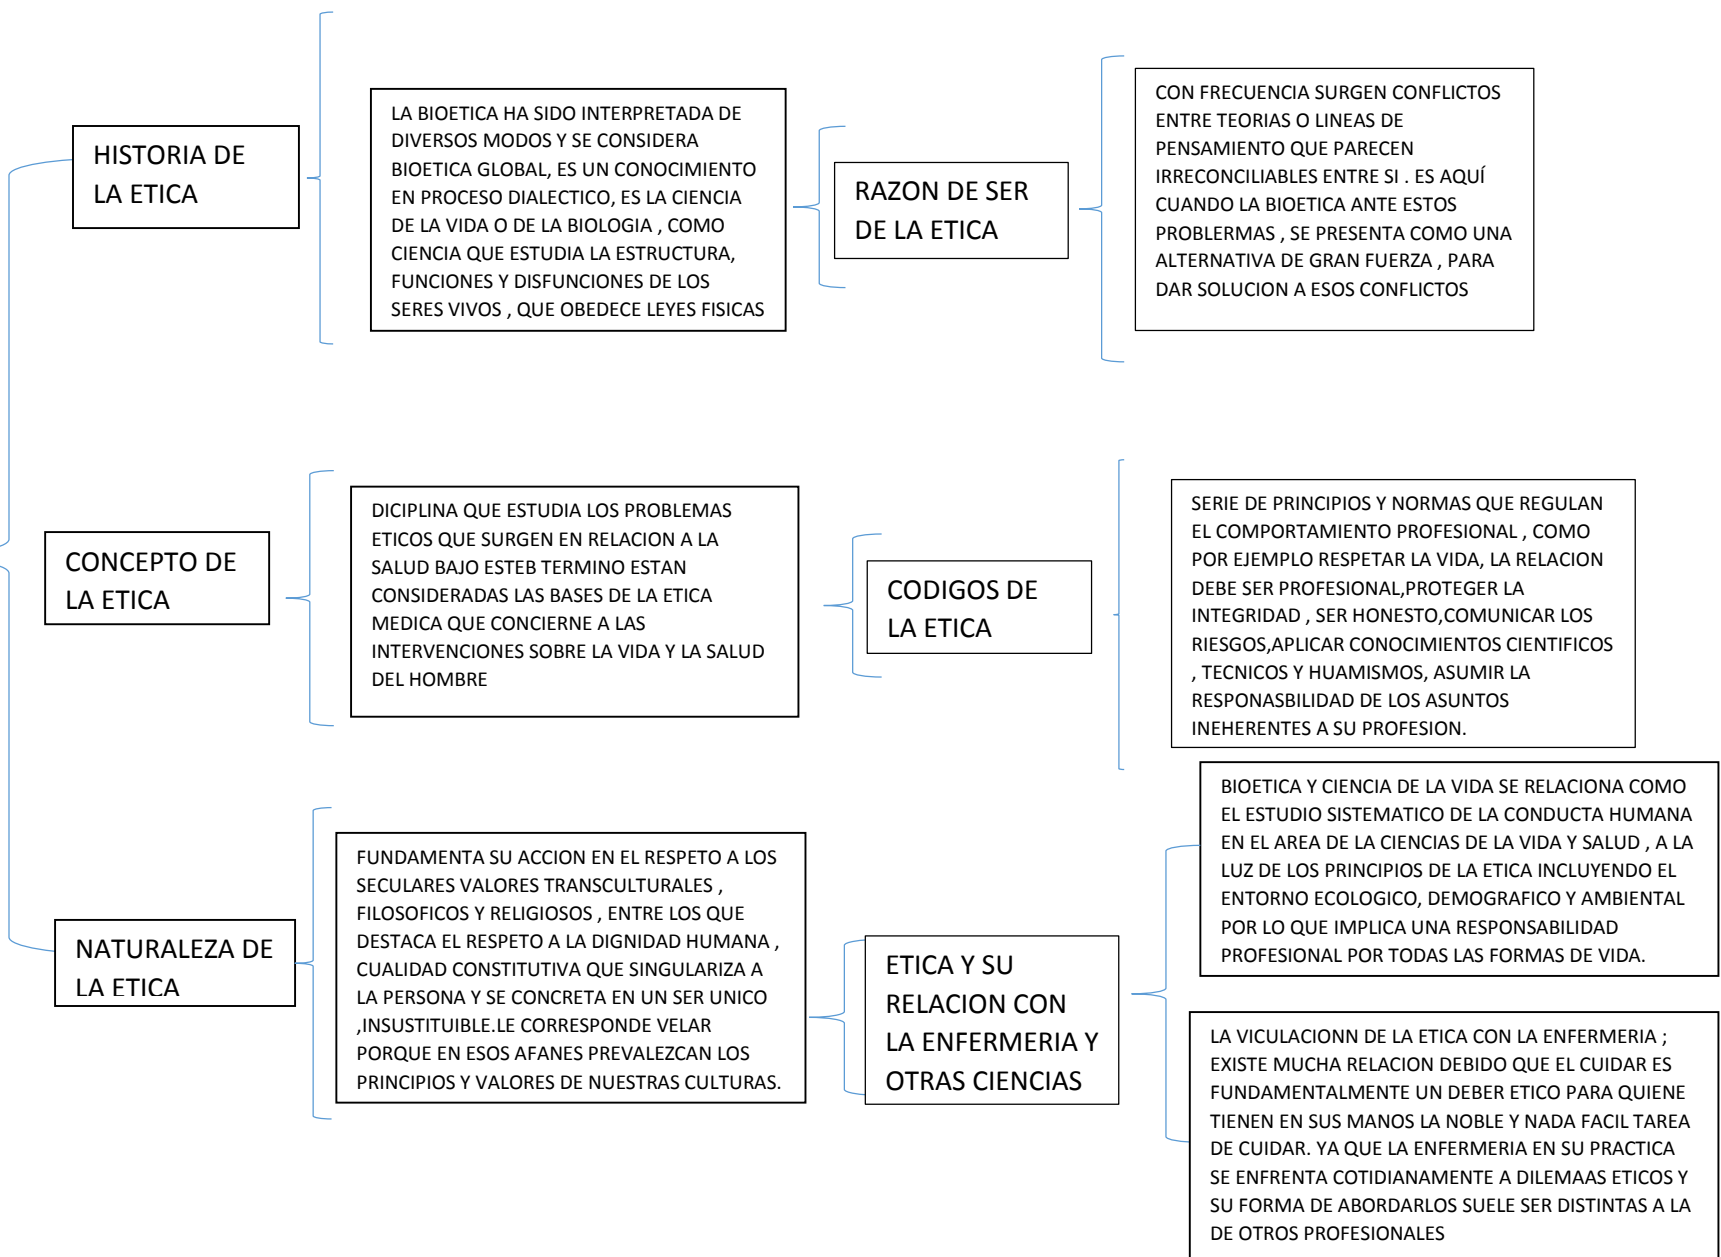 HISTORIA DE
LA ETICA
LA BIOETICA HA SIDO INTERPRETADA DE
DIVERSOS MODOS Y SE CONSIDERA
BIOETICA GLOBAL, ES UN CONOCIMIENTO
EN PROCESO DIALECTICO, ES LA CIENCIA
DE LA VIDA O DE LA BIOLOGIA , COMO
CIENCIA QUE ESTUDIA LA ESTRUCTURA,
FUNCIONES Y DISFUNCIONES DE LOS
SERES VIVOS , QUE OBEDECE LEYES FISICAS
RAZON DE SER
DE LA ETICA
CON FRECUENCIA SURGEN CONFLICTOS
ENTRE TEORIAS O LINEAS DE
PENSAMIENTO QUE PARECEN
IRRECONCILIABLES ENTRE SI . ES AQUÍ
CUANDO LA BIOETICA ANTE ESTOS
PROBLERMAS , SE PRESENTA COMO UNA
ALTERNATIVA DE GRAN FUERZA , PARA
DAR SOLUCION A ESOS CONFLICTOS
CONCEPTO DE
LA ETICA
DICIPLINA QUE ESTUDIA LOS PROBLEMAS
ETICOS QUE SURGEN EN RELACION A LA
SALUD BAJO ESTEB TERMINO ESTAN
CONSIDERADAS LAS BASES DE LA ETICA
MEDICA QUE CONCIERNE A LAS
INTERVENCIONES SOBRE LA VIDA Y LA SALUD
DEL HOMBRE
CODIGOS DE
LA ETICA
SERIE DE PRINCIPIOS Y NORMAS QUE REGULAN
EL COMPORTAMIENTO PROFESIONAL , COMO
POR EJEMPLO RESPETAR LA VIDA, LA RELACION
DEBE SER PROFESIONAL,PROTEGER LA
INTEGRIDAD , SER HONESTO,COMUNICAR LOS
RIESGOS,APLICAR CONOCIMIENTOS CIENTIFICOS
, TECNICOS Y HUAMISMOS, ASUMIR LA
RESPONASBILIDAD DE LOS ASUNTOS
INEHERENTES A SU PROFESION.
NATURALEZA DE
LA ETICA
FUNDAMENTA SU ACCION EN EL RESPETO A LOS
SECULARES VALORES TRANSCULTURALES ,
FILOSOFICOS Y RELIGIOSOS , ENTRE LOS QUE
DESTACA EL RESPETO A LA DIGNIDAD HUMANA ,
CUALIDAD CONSTITUTIVA QUE SINGULARIZA A
LA PERSONA Y SE CONCRETA EN UN SER UNICO
,INSUSTITUIBLE.LE CORRESPONDE VELAR
PORQUE EN ESOS AFANES PREVALEZCAN LOS
PRINCIPIOS Y VALORES DE NUESTRAS CULTURAS.
ETICA Y SU
RELACION CON
LA ENFERMERIA Y
OTRAS CIENCIAS
BIOETICA Y CIENCIA DE LA VIDA SE RELACIONA COMO
EL ESTUDIO SISTEMATICO DE LA CONDUCTA HUMANA
EN EL AREA DE LA CIENCIAS DE LA VIDA Y SALUD , A LA
LUZ DE LOS PRINCIPIOS DE LA ETICA INCLUYENDO EL
ENTORNO ECOLOGICO, DEMOGRAFICO Y AMBIENTAL
POR LO QUE IMPLICA UNA RESPONSABILIDAD
PROFESIONAL POR TODAS LAS FORMAS DE VIDA.
LA VICULACIONN DE LA ETICA CON LA ENFERMERIA ;
EXISTE MUCHA RELACION DEBIDO QUE EL CUIDAR ES
FUNDAMENTALMENTE UN DEBER ETICO PARA QUIENE
TIENEN EN SUS MANOS LA NOBLE Y NADA FACIL TAREA
DE CUIDAR. YA QUE LA ENFERMERIA EN SU PRACTICA
SE ENFRENTA COTIDIANAMENTE A DILEMAAS ETICOS Y
SU FORMA DE ABORDARLOS SUELE SER DISTINTAS A LA
DE OTROS PROFESIONALES